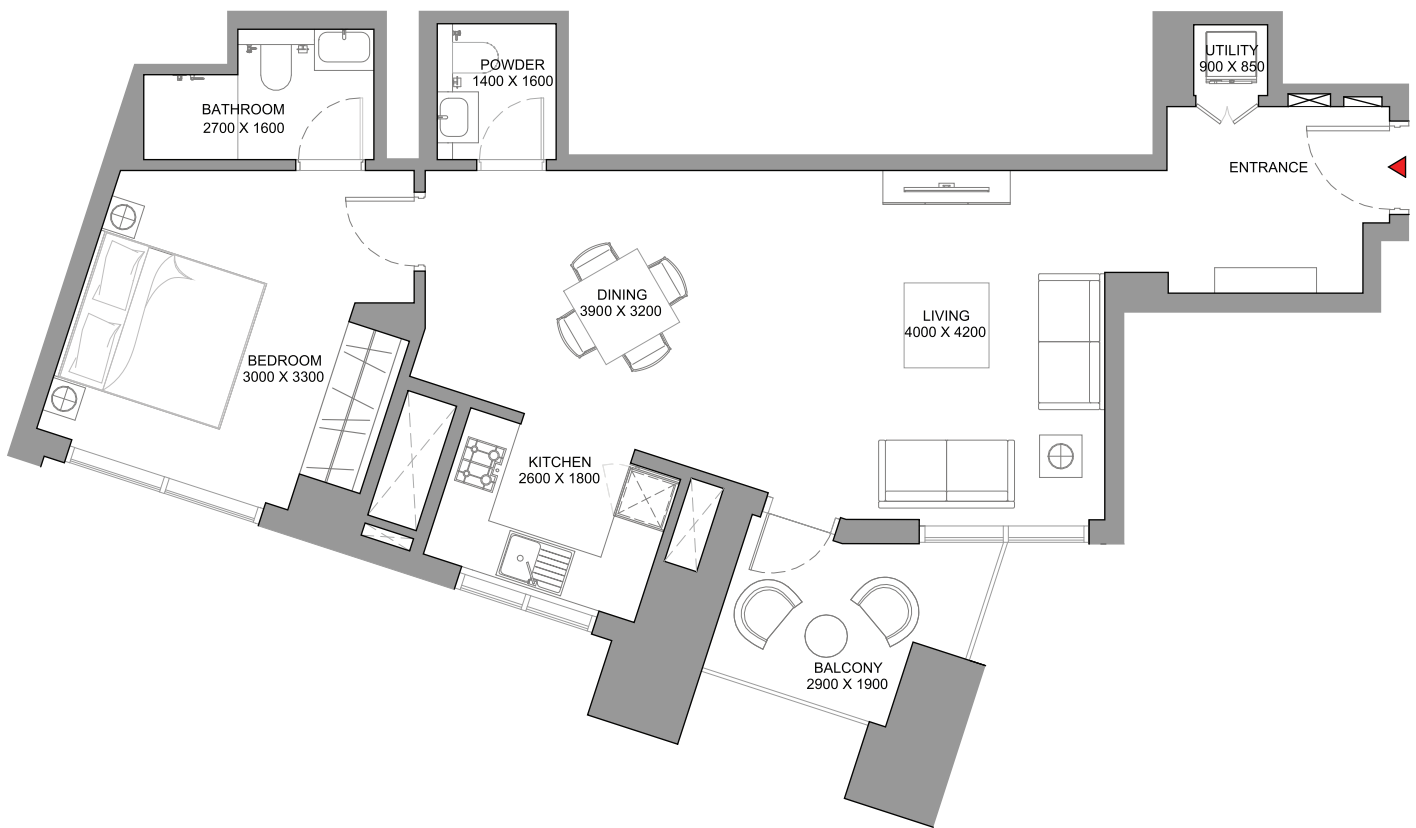 UTILITY
900 X 850
POWDER
1400 X 1600
BATHROOM
2700 X 1600
ENTRANCE
DINING
3900 X 3200
LIVING
4000 X 4200
BEDROOM
3000 X 3300
KITCHEN
2600 X 1800
BALCONY
2900 X 1900